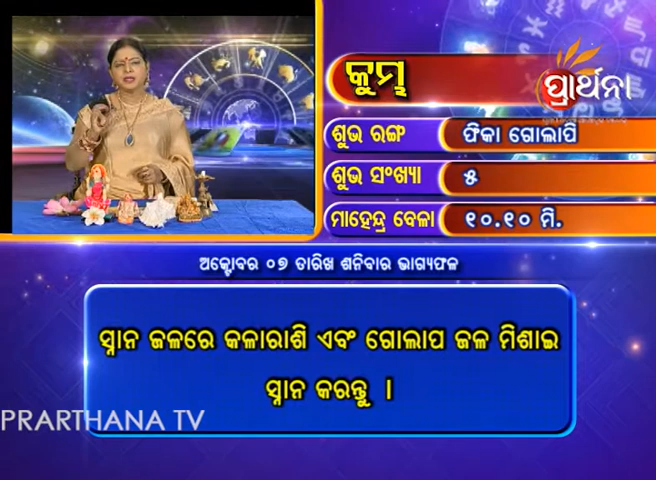 କୁମ୍ଭ
ପ୍ରାର୍ଥନା
ଶୁଭ ରଙ୍ଗ
ଫିକା ଗୋଲାପି
ଶୁଭ ସଂଖ୍ୟା
୫
ମାହେନ୍ଦ୍ର ବେଳା
୧୦.୧୦ ମି.
ଅକ୍ଟୋବର ୦୭ ତାରିଖ ଶନିବାର ଭାଗ୍ୟଫଳ
ସ୍ନାନ ଜଳରେ କଳାରାଶି ଏବଂ ଗୋଲାପ ଜଳ ମିଶାଇ
ସ୍ନାନ କରନ୍ତୁ ।
PRARTHANA TV